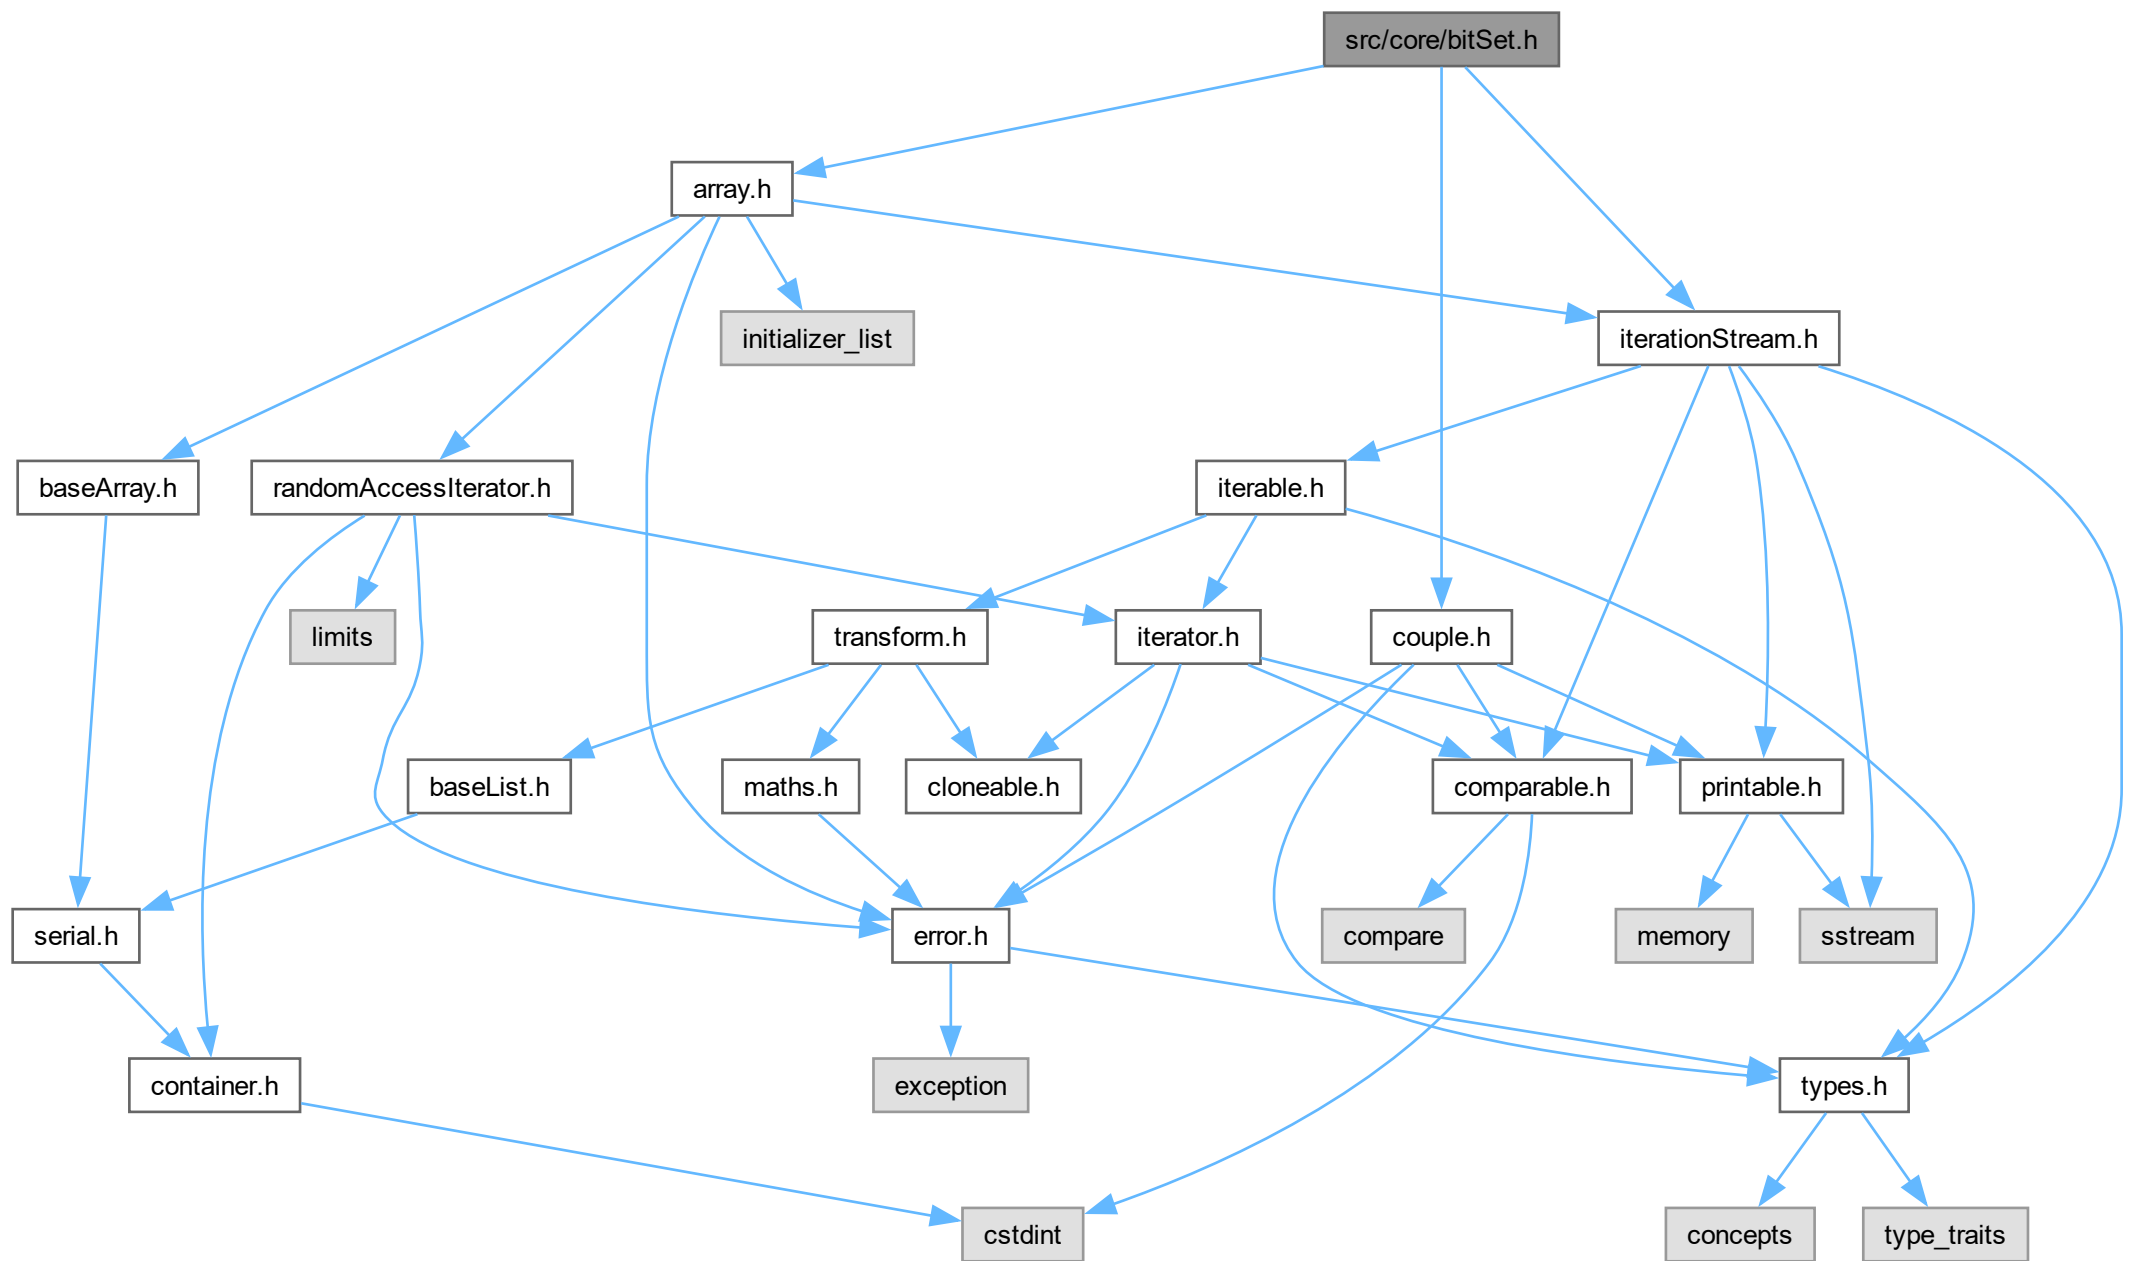 src/core/bitSet.h
array.h
initializer_list
iterationStream.h
baseArray.h
randomAccessIterator.h
iterable.h
limits
transform.h
iterator.h
couple.h
baseList.h
maths.h
cloneable.h
comparable.h
printable.h
serial.h
error.h
compare
memory
sstream
container.h
exception
types.h
cstdint
concepts
type_traits